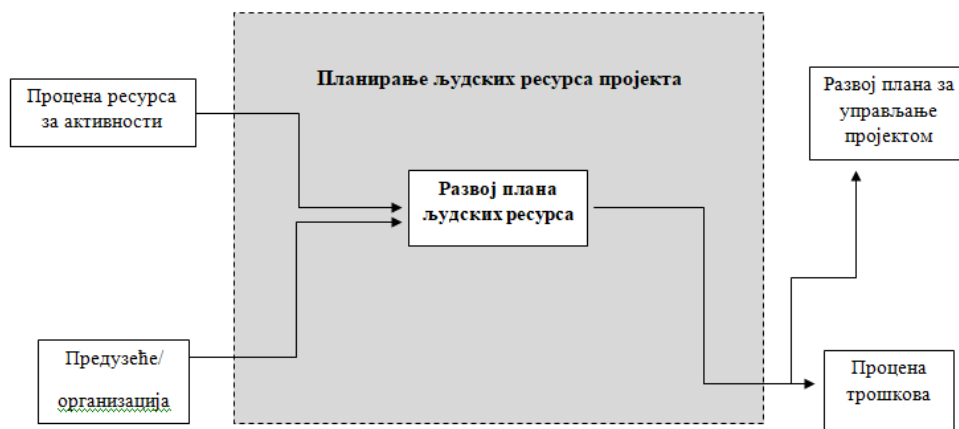 Планирање људских ресурса пројекта
Процена ресурса
за активности
Развој плана за
управљање
пројектом
Развој плана
људских ресурса
Предузеће/
организација
Процена
трошкова